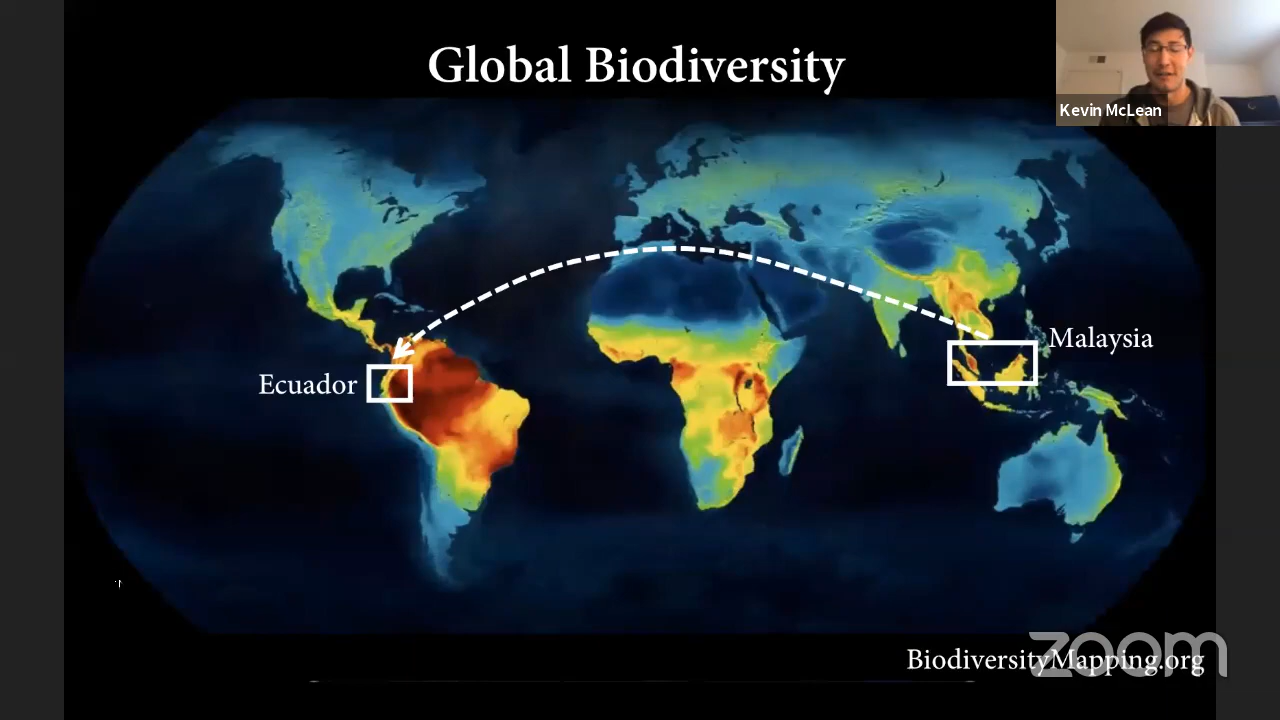 Global Biodiversity
Kevin McLean
Malaysia
Ecuador
BiodiversityMapping.org
zoom